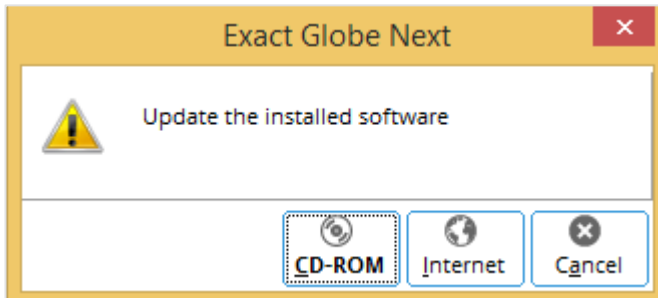 Exact Globe Next
Update the installed software
CD-ROM Internet Cancel